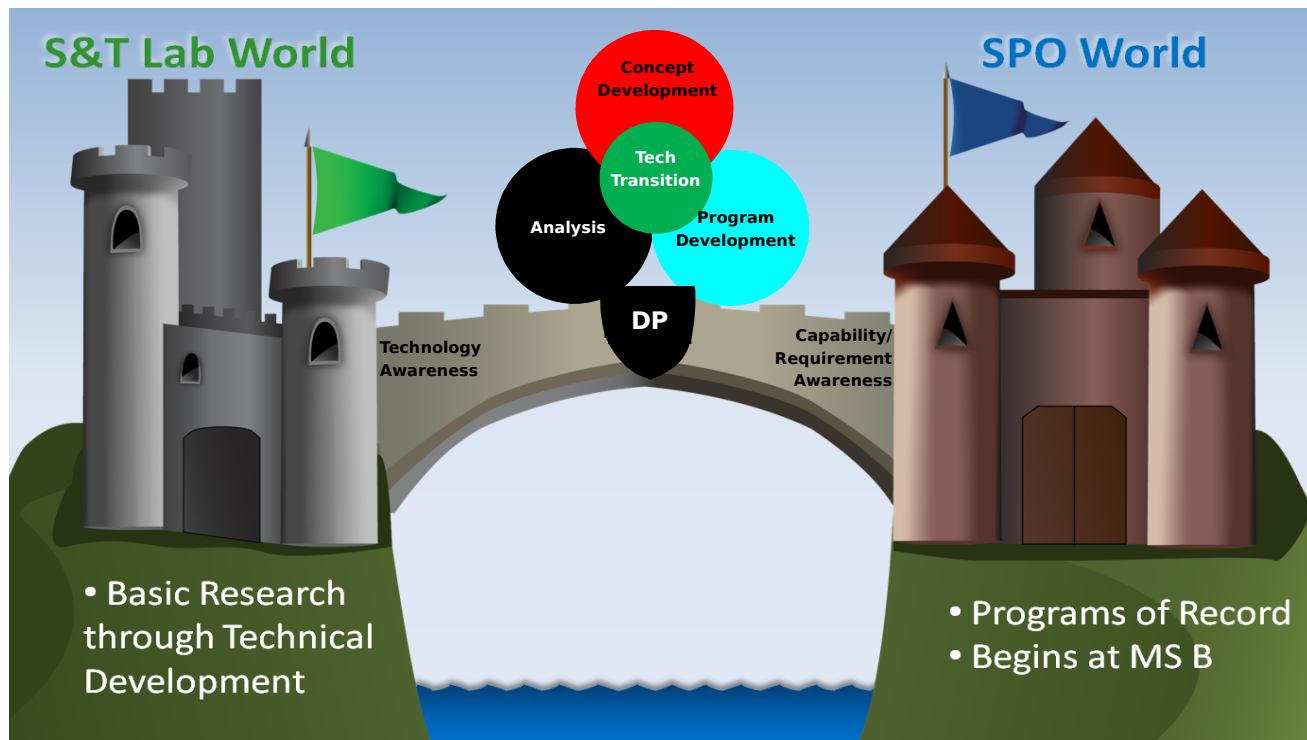 S&T Lab World
SPO World
Concept
Development
Tech
Transition
Analysis
Program
Development
DP
Technology
Awareness
Capability/
Requirement
Awareness
• Basic Research
through Technical
Development
• Programs of Record
• Begins at MS B